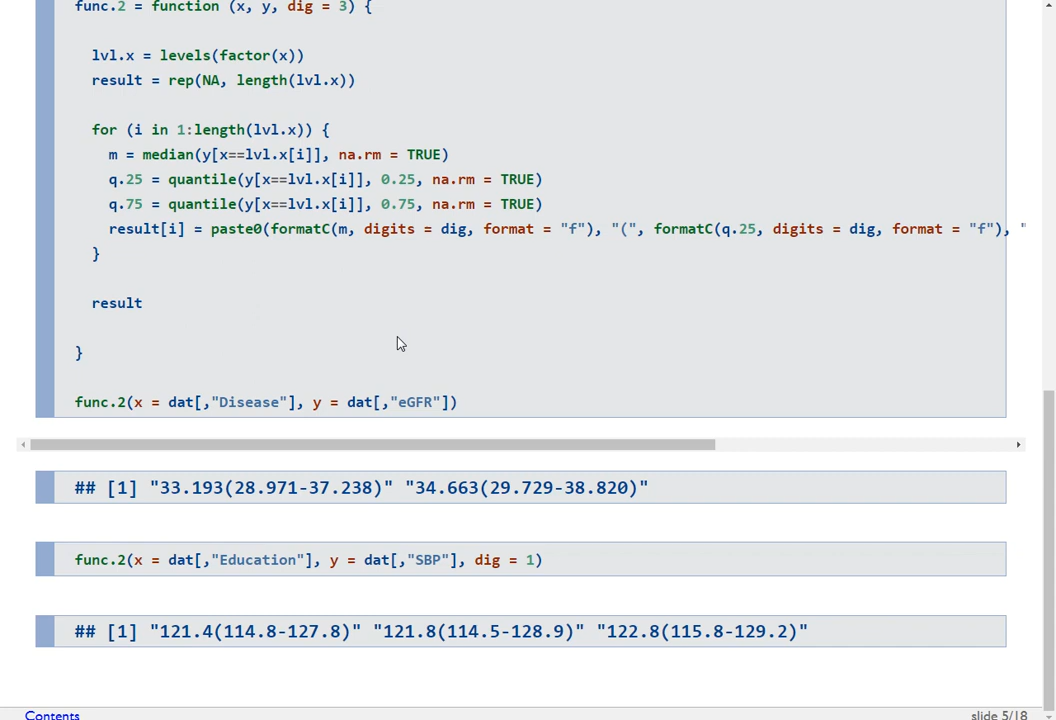 func.2 = function (x, y, dig = 3) {
lvl.x = levels(factor(x))
result = rep(NA, length(lvl.x))
for (i in 1:length(lvl.x)) {
m = median(y[x==lvl.x[i]], na.rm = TRUE)
q.25 = quantile(y[x==lvl.x[i]], 0.25, na.rm = TRUE)
q.75 = quantile(y[x==lvl.x[i]], 0.75, na.rm = TRUE)
result[i] = paste0(formatC(m, digits = dig, format = "f"), "(", formatC(q.25, digits = dig, format = "f"), "
}
result
}
func.2(x = dat[,"Disease"], y = dat[,"eGFR"])
## [1] "33.193(28.971-37.238)" "34.663(29.729-38.820)"
func.2(x = dat[,"Education"], y = dat[,"SBP"], dig = 1)
## [1] "121.4(114.8-127.8)" "121.8(114.5-128.9)" "122.8(115.8-129.2)"
Contents
slide 5/18